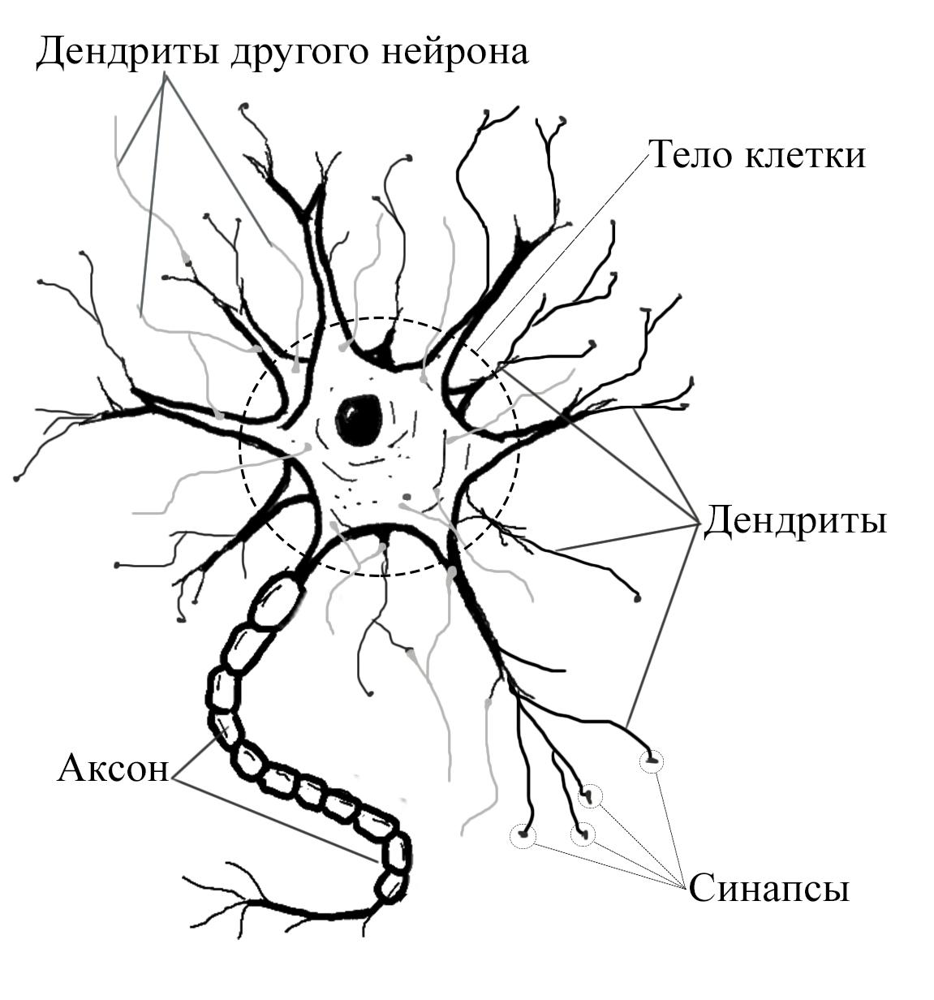 Дендриты другого нейрона
Тело клетки
Дендриты
Аксон
Синапсы